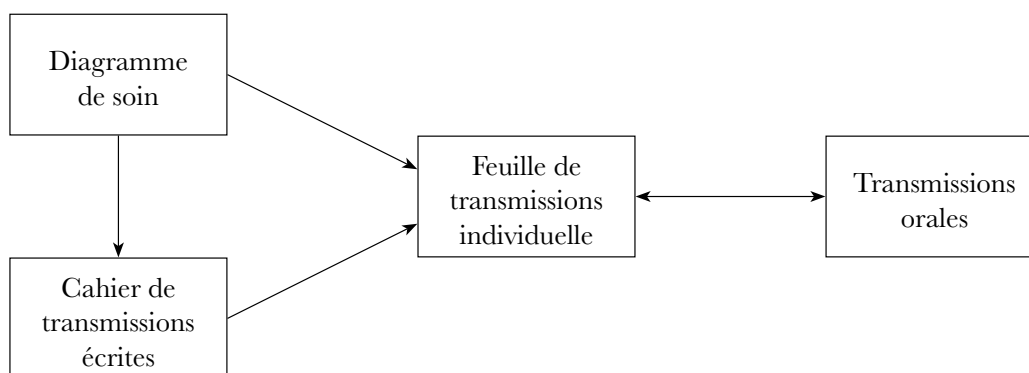 Diagramme
de soin
Feuille de
transmissions
individuelle
Transmissions
orales
Cahier de
transmissions
écrites